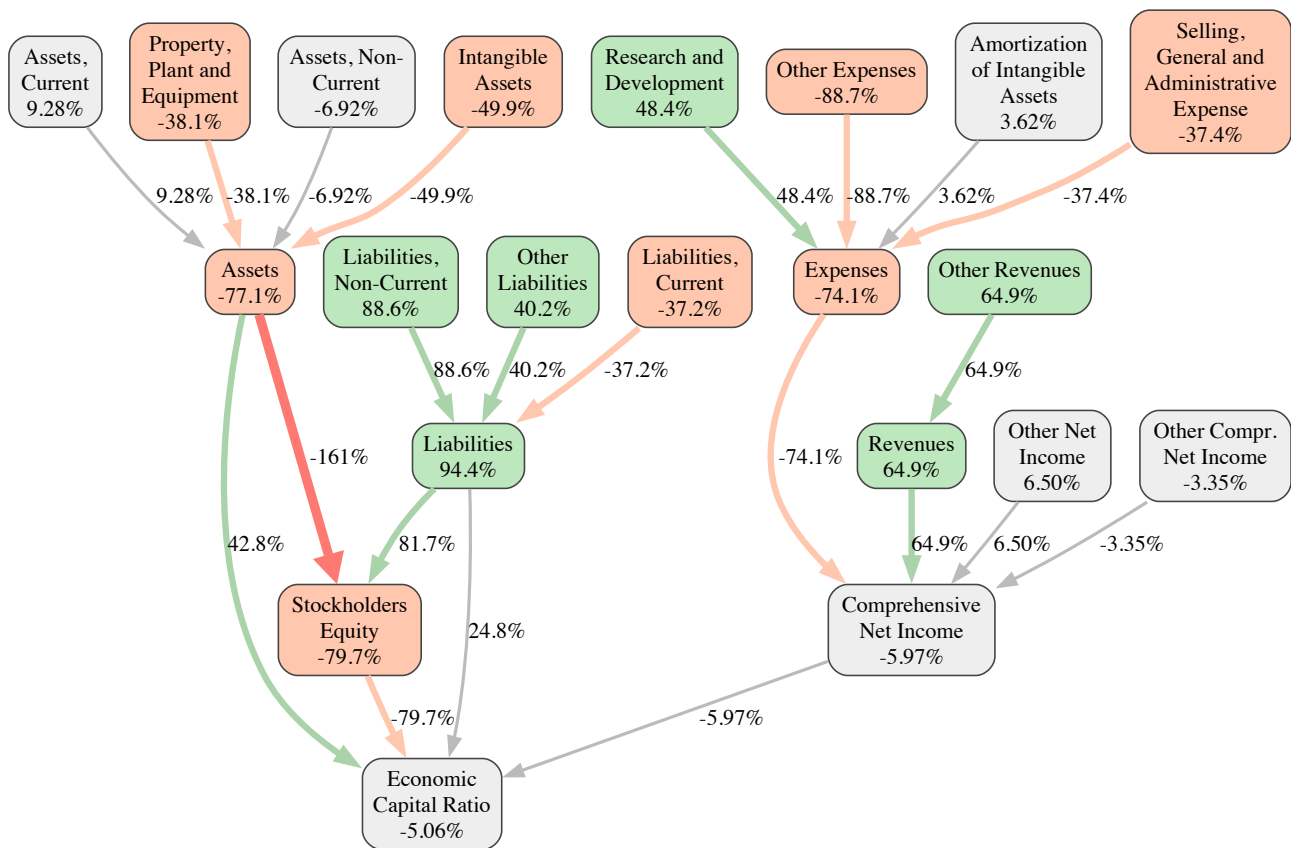 Assets,
Current
9.28%
Property,
Plant and
Equipment
-38.1%
Assets, Non-
Current
-6.92%
Intangible
Assets
-49.9%
Research and
Development
48.4%
Other Expenses
-88.7%
Amortization
of Intangible
Assets
3.62%
Selling,
General and
Administrative
Expense
-37.4%
9.28%
-38.1%
-6.92%
-49.9%
48.4%
-88.7%
3.62%
-37.4%
Assets
-77.1%
Liabilities,
Non-Current
88.6%
Other
Liabilities
40.2%
Liabilities,
Current
-37.2%
Expenses
-74.1%
Other Revenues
64.9%
88.6%
40.2%
-37.2%
64.9%
-161%
Liabilities
94.4%
-74.1%
Revenues
64.9%
Other Net
Income
6.50%
Other Compr.
Net Income
-3.35%
42.8%
81.7%
64.9%
6.50%
-3.35%
Stockholders
Equity
-79.7%
24.8%
Comprehensive
Net Income
-5.97%
-79.7%
-5.97%
Economic
Capital Ratio
-5.06%